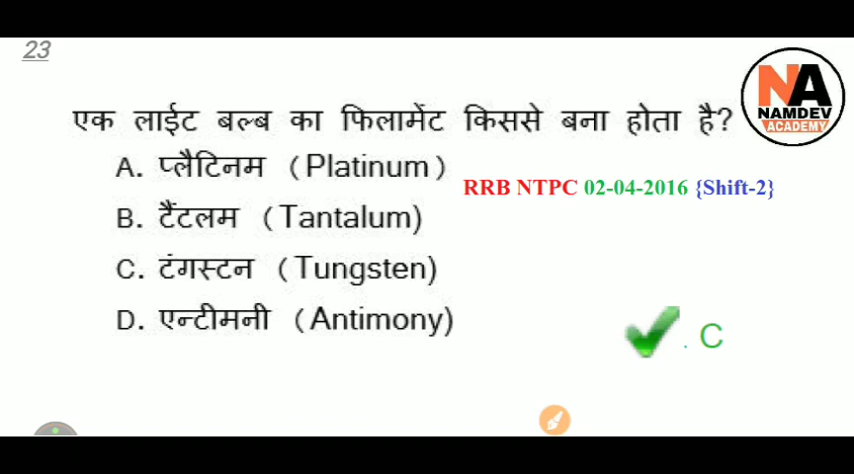 23
NA
NAMDEV
ACADEMY
एक लाईट बल्ब का फिलामेंट किससे बना होता है?
A. प्लैटिनम (Platinum)
RRB NTPC 02-04-2016 {Shift-2}
B. टैंटलम (Tantalum)
C. टंगस्टन (Tungsten)
D. एन्टीमनी (Antimony)
. C